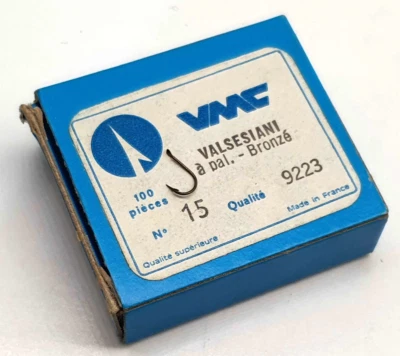 VMC
VALSESIANI
à pal. - Bronzé
100
pièces
N° 15 Qualité 9223
Qualité supérieure
Made in France